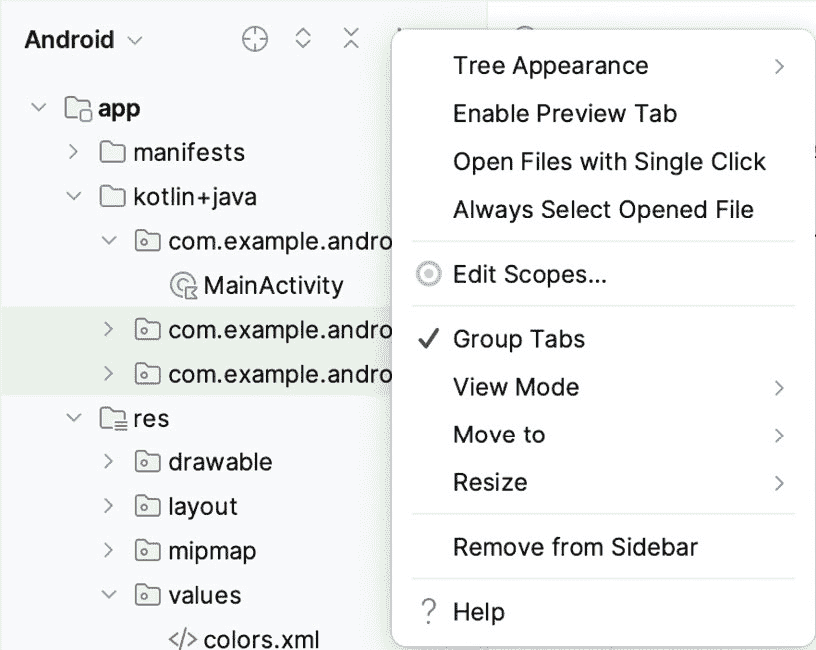 Android
app
manifests
kotlin+java
com.example.andro
MainActivity
com.example.andro
com.example.andro
res
drawable
layout
mipmap
values
</> colors.xml
Tree Appearance
Enable Preview Tab
Open Files with Single Click
Always Select Opened File
Edit Scopes...
Group Tabs
View Mode
Move to
Resize
Remove from Sidebar
? Help